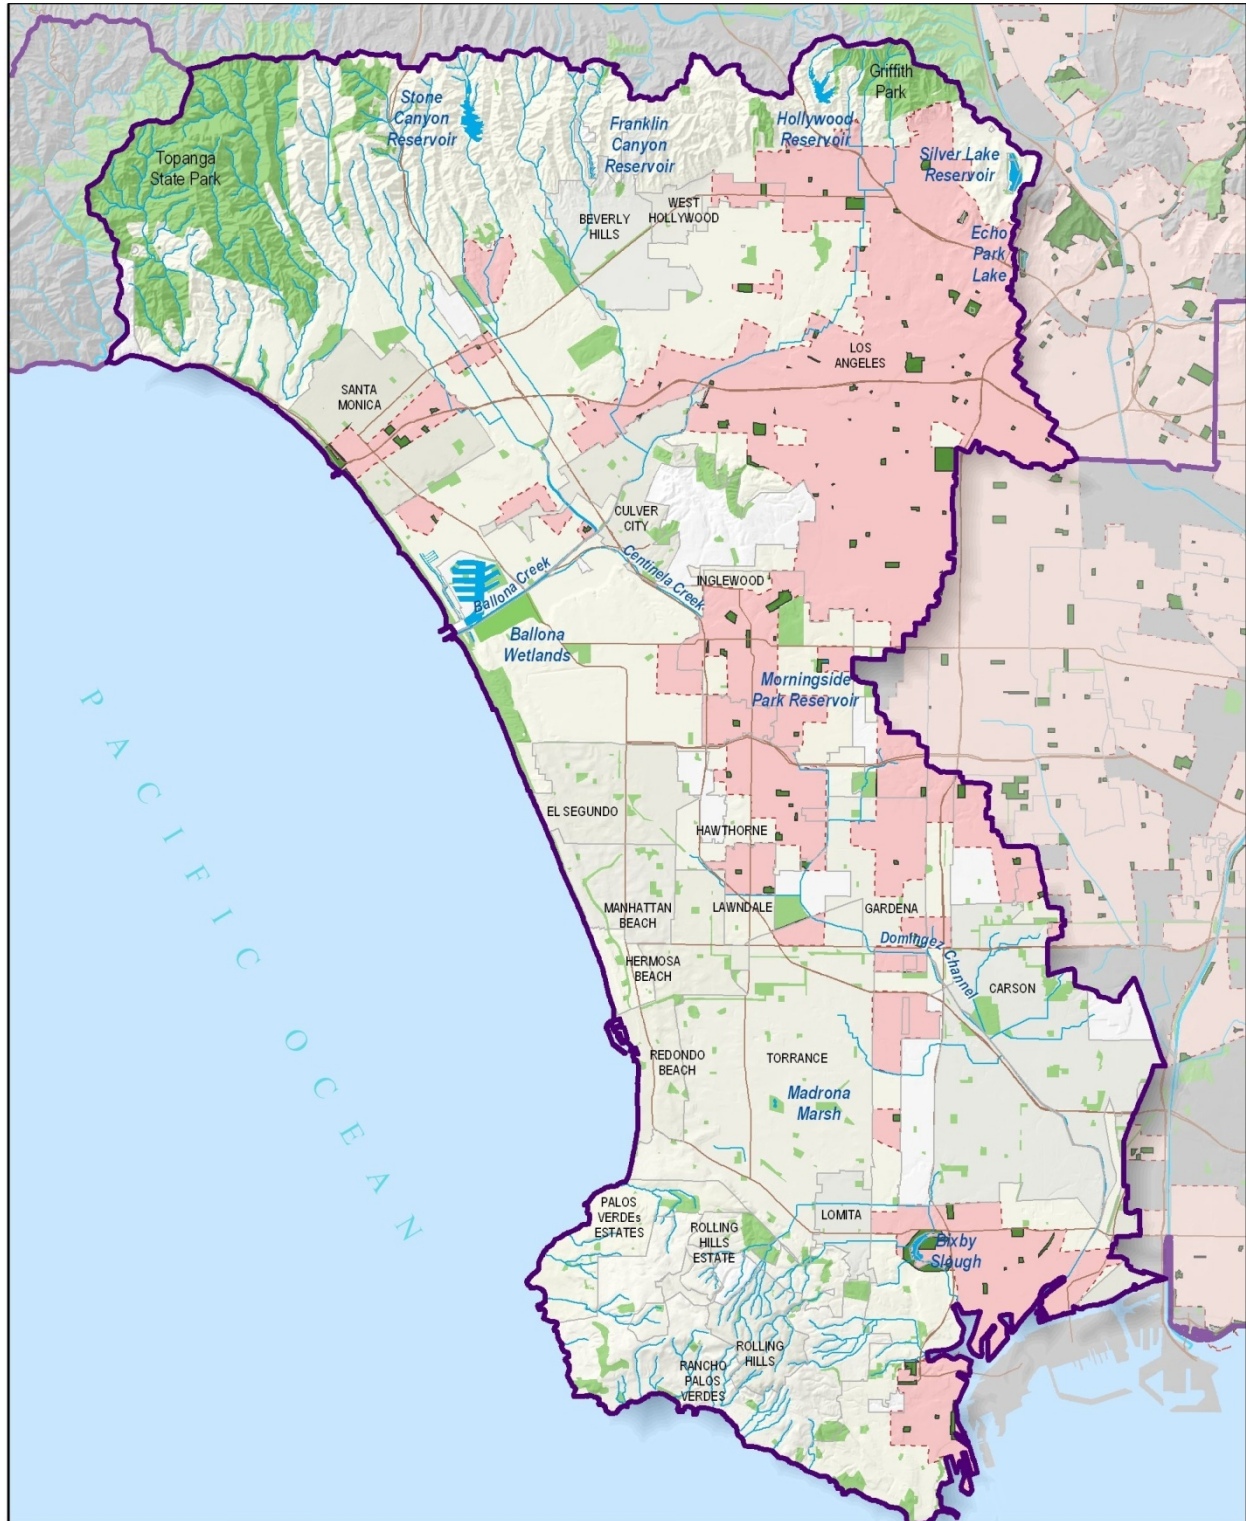 Griffith
Park
Stone
Canyon
Reservoir
Franklin
Canyon
Reservoir
Hollywood
Reservoir
Silver Lake
Reservoir
Topanga
State Park
BEVERLY
HILLS
WEST
HOLLYWOOD
Echo
Park
Lake
LOS
ANGELES
SANTA
MONICA
CULVER
CITY
Ballona Creek
Centinela Creek
INGLEWOOD
Ballona
Wetlands
Morningside
Park Reservoir
PACIFIC OCEAN
EL SEGUNDO
HAWTHORNE
MANHATTAN
BEACH
LAWNDALE
GARDENA
Domingez Channel
HERMOSA
BEACH
CARSON
REDONDO
BEACH
TORRANCE
Madrona
Marsh
PALOS
VERDEs
ESTATES
ROLLING
HILLS
ESTATE
LOMITA
Bixby
Slough
ROLLING
HILLS
RANCHO
PALOS
VERDES